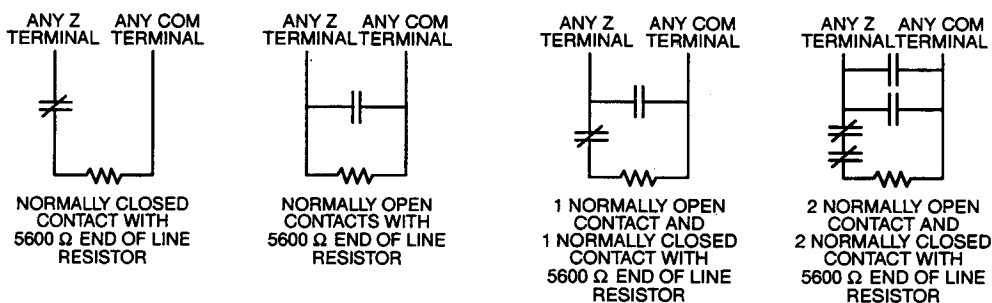 ANY Z ANY COM
TERMINAL TERMINAL
NORMALLY CLOSED
CONTACT WITH
5600 Ω END OF LINE
RESISTOR
ANY Z ANY COM
TERMINAL TERMINAL
NORMALLY OPEN
CONTACTS WITH
5600 Ω END OF LINE
RESISTOR
ANY Z ANY COM
TERMINAL TERMINAL
1 NORMALLY OPEN
CONTACT AND
1 NORMALLY CLOSED
CONTACT WITH
5600 Ω END OF LINE
RESISTOR
ANY Z ANY COM
TERMINAL TERMINAL
2 NORMALLY OPEN
CONTACT AND
2 NORMALLY CLOSED
CONTACT WITH
5600 Ω END OF LINE
RESISTOR